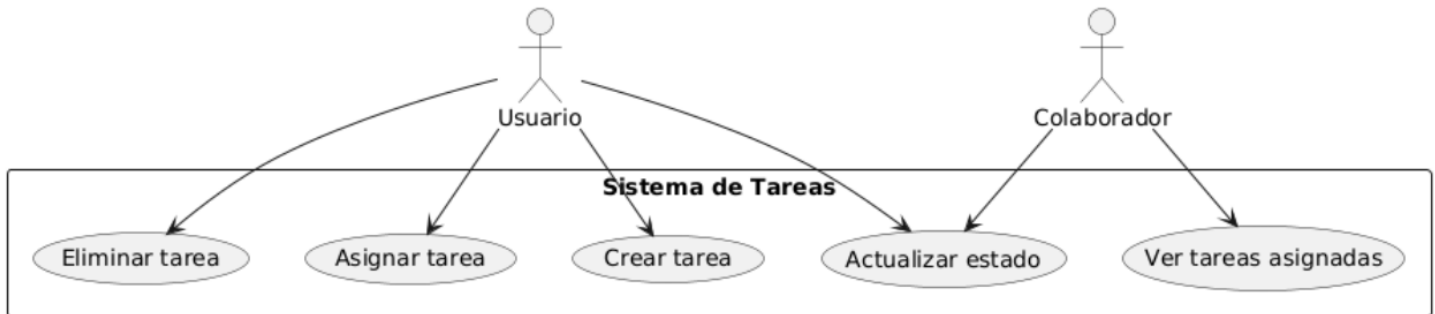 Usuario
Colaborador
Sistema de Tareas
Eliminar tarea
Asignar tarea
Crear tarea
Actualizar estado
Ver tareas asignadas